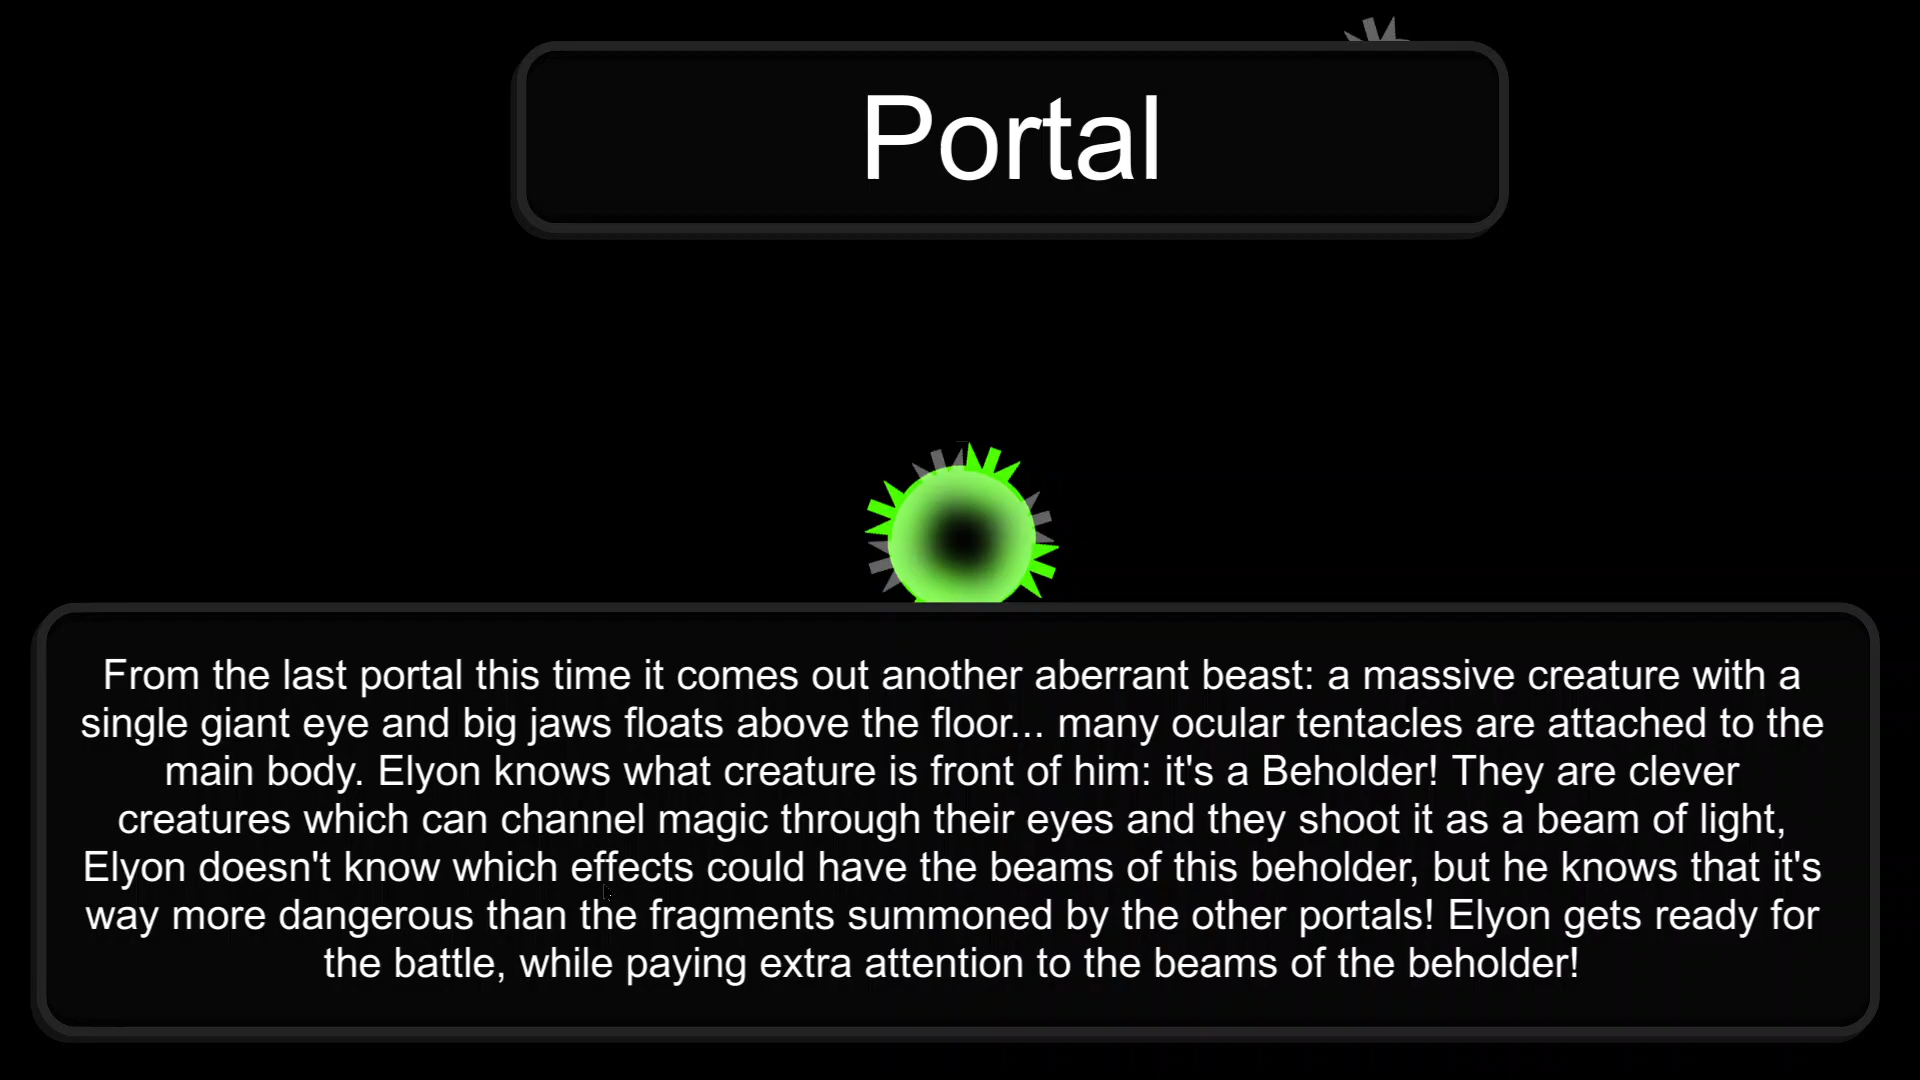 Portal
From the last portal this time it comes out another aberrant beast: a massive creature with a
single giant eye and big jaws floats above the floor... many ocular tentacles are attached to the
main body. Elyon knows what creature is front of him: it's a Beholder! They are clever
creatures which can channel magic through their eyes and they shoot it as a beam of light,
Elyon doesn't know which effects could have the beams of this beholder, but he knows that it's
way more dangerous than the fragments summoned by the other portals! Elyon gets ready for
the battle, while paying extra attention to the beams of the beholder!